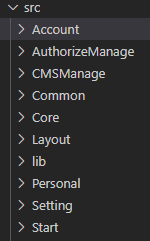 src
Account
AuthorizeManage
CMSManage
Common
Core
Layout
lib
Personal
Setting
Start